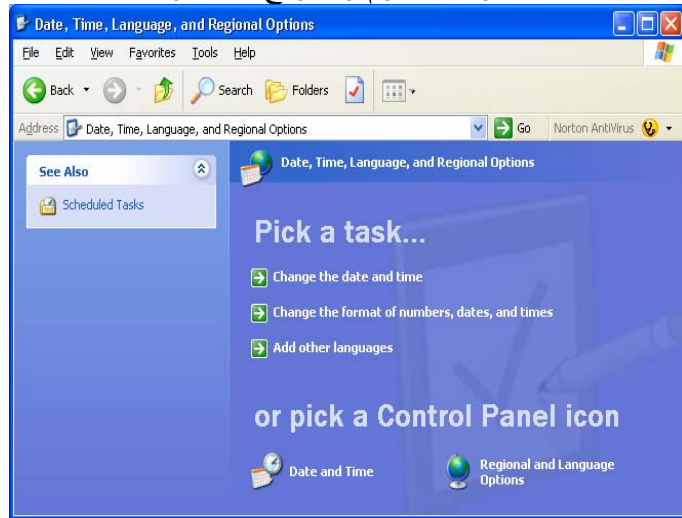 Date, Time, Language, and Regional Options
File Edit View Favorites Tools Help
Back Search Folders
Address Date, Time, Language, and Regional Options Go Norton AntiVirus
See Also
Scheduled Tasks
Date, Time, Language, and Regional Options
Pick a task...
Change the date and time
Change the format of numbers, dates, and times
Add other languages
or pick a Control Panel icon
Date and Time
Regional and Language
Options